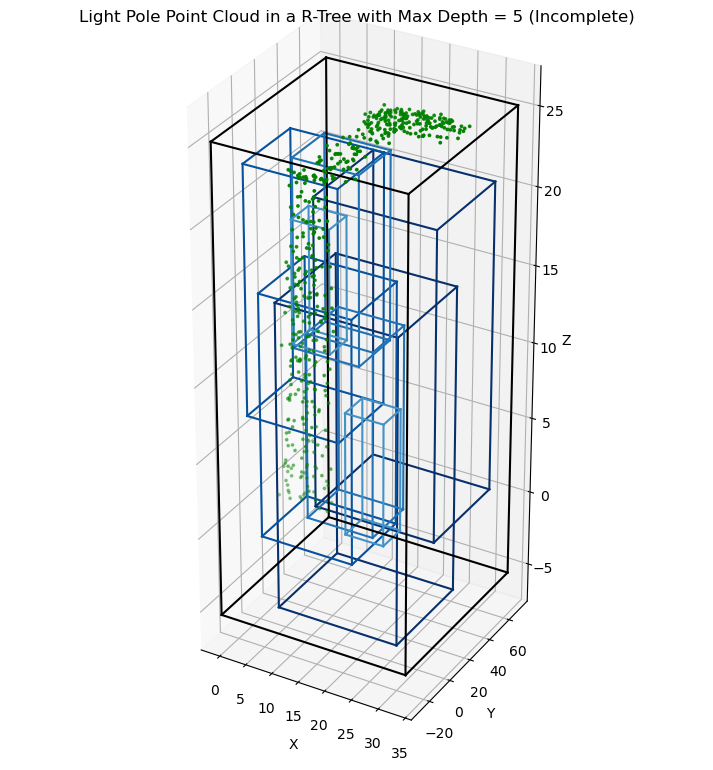 Light Pole Point Cloud in a R-Tree with Max Depth = 5 (Incomplete)
25
20
15
10 Z
5
0
−5
60
40
20
0 Y
−20
0 5 10 15 20 25 30 35
X